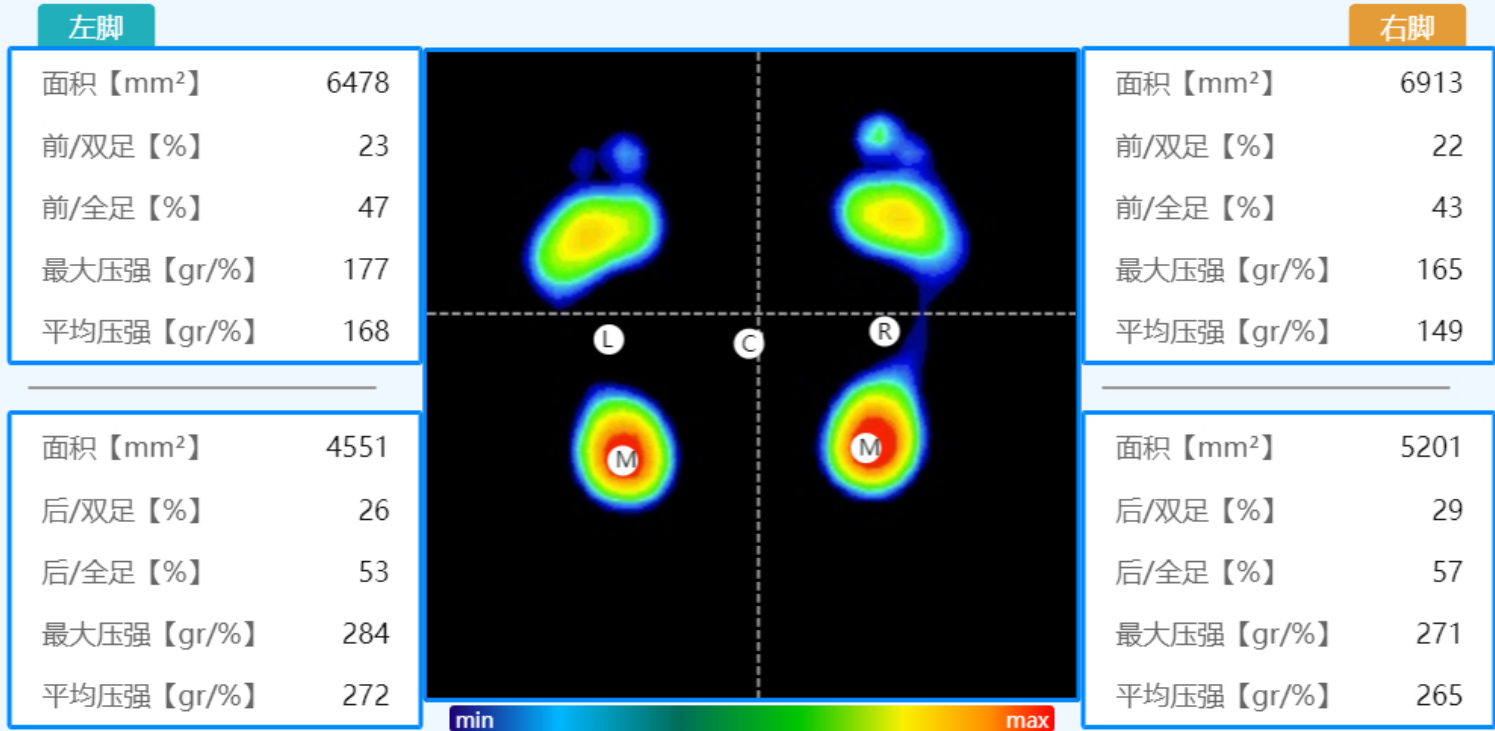 左脚
右脚
面积【mm²】 6478
前/双足【%】 23
前/全足【%】 47
最大压强【gr/%】 177
平均压强【gr/%】 168
面积【mm²】 4551
后/双足【%】 26
后/全足【%】 53
最大压强【gr/%】 284
平均压强【gr/%】 272
L
C
R
M
M
min
max
面积【mm²】 6913
前/双足【%】 22
前/全足【%】 43
最大压强【gr/%】 165
平均压强【gr/%】 149
面积【mm²】 5201
后/双足【%】 29
后/全足【%】 57
最大压强【gr/%】 271
平均压强【gr/%】 265